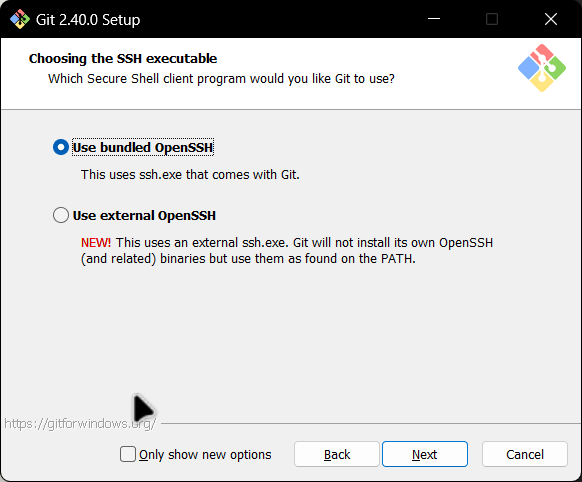 Git 2.40.0 Setup
Choosing the SSH executable
Which Secure Shell client program would you like Git to use?
Use bundled OpenSSH
This uses ssh.exe that comes with Git.
Use external OpenSSH
NEW! This uses an external ssh.exe. Git will not install its own OpenSSH
(and related) binaries but use them as found on the PATH.
https://gitforwindows.org/
Only show new options
Back
Next
Cancel